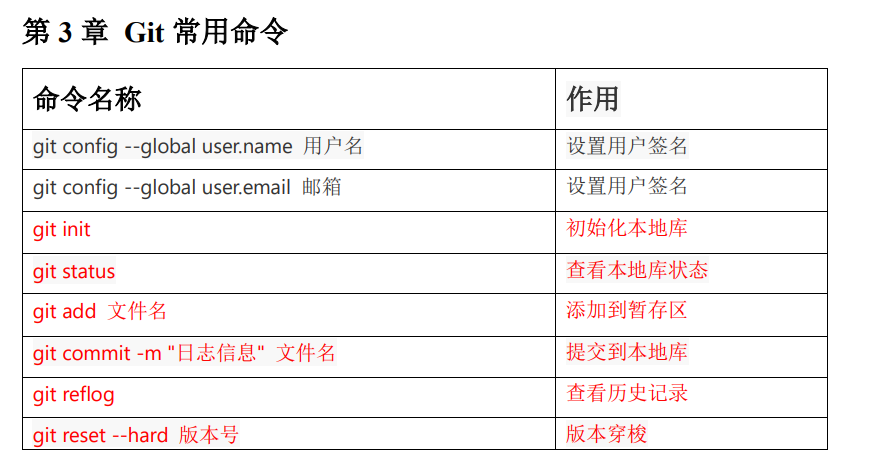 第 3 章 Git 常用命令
命令名称 作用
git config --global user.name 用户名 设置用户签名
git config --global user.email 邮箱 设置用户签名
git init 初始化本地库
git status 查看本地库状态
git add 文件名 添加到暂存区
git commit -m "日志信息" 文件名 提交到本地库
git reflog 查看历史记录
git reset --hard 版本号 版本穿梭